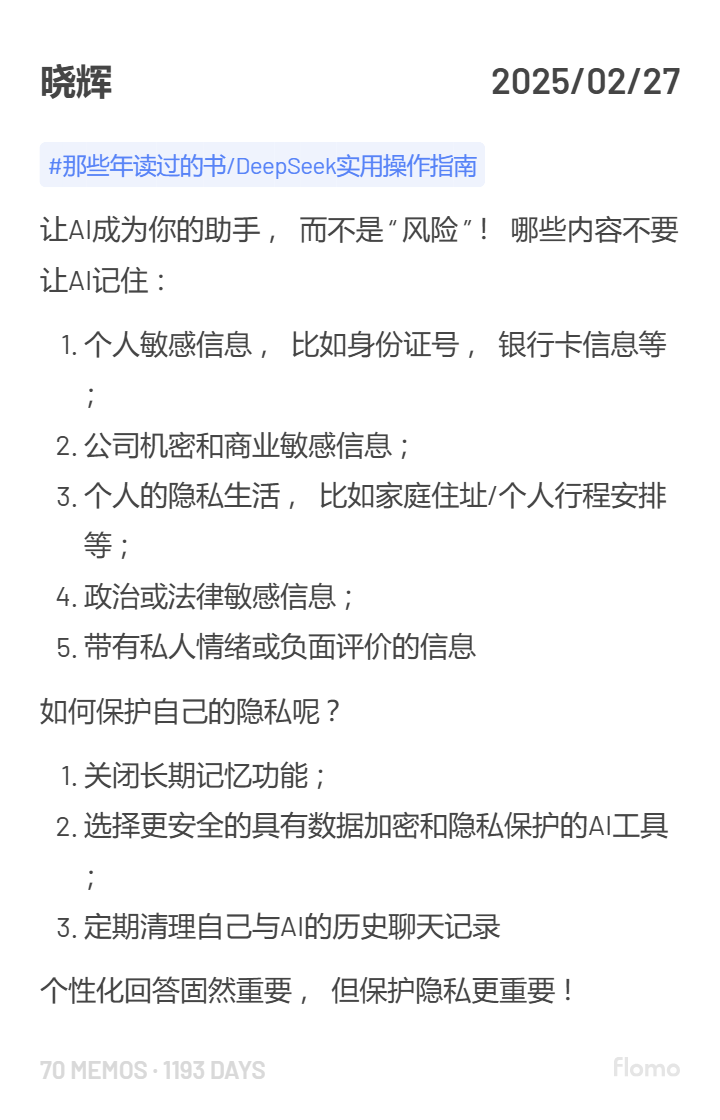 晓辉 2025/02/27
#那些年读过的书/DeepSeek实用操作指南
让AI成为你的助手， 而不是“风险”！ 哪些内容不要
让AI记住：
1. 个人敏感信息， 比如身份证号， 银行卡信息等
；
2. 公司机密和商业敏感信息；
3. 个人的隐私生活， 比如家庭住址/个人行程安排
等；
4. 政治或法律敏感信息；
5. 带有私人情绪或负面评价的信息
如何保护自己的隐私呢？
1. 关闭长期记忆功能；
2. 选择更安全的具有数据加密和隐私保护的AI工具
；
3. 定期清理自己与AI的历史聊天记录
个性化回答固然重要， 但保护隐私更重要！
70 MEMOS · 1193 DAYS flomo